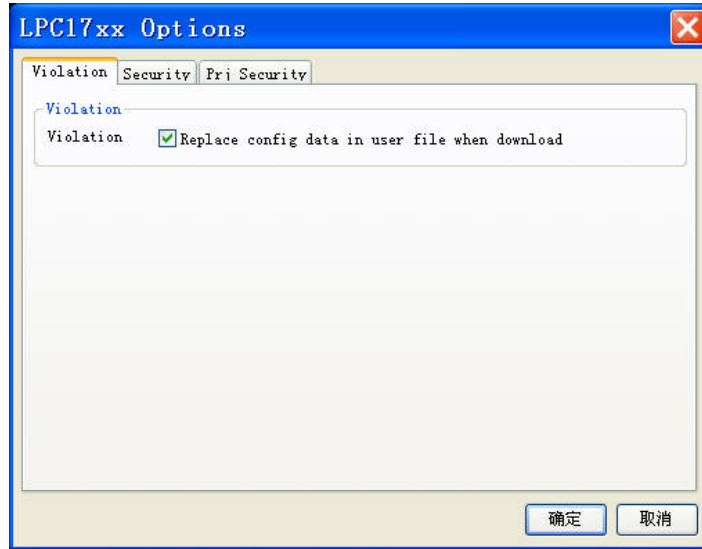 LPC17xx Options
Violation Security Prj Security
Violation
Violation Replace config data in user file when download
确定 取消